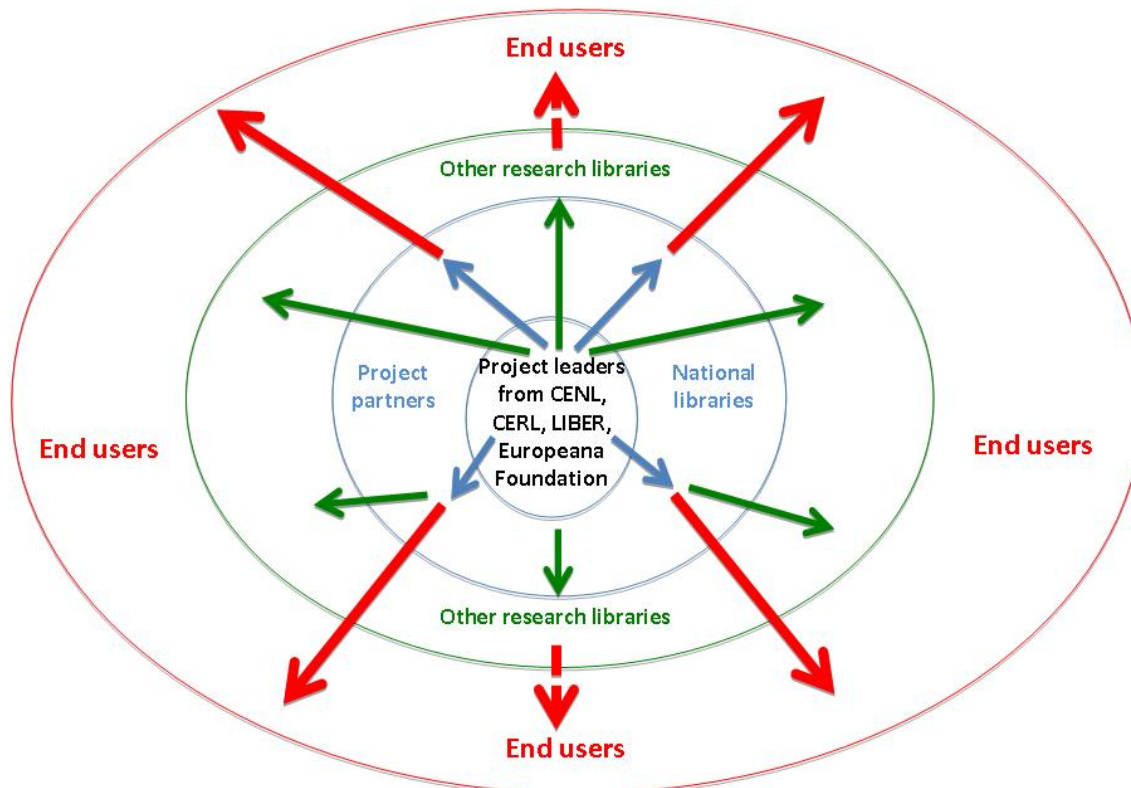 End users
Other research libraries
Project partners
Project leaders
from CENL,
CERL, LIBER,
Europeana
Foundation
National
libraries
End users
End users
Other research libraries
End users